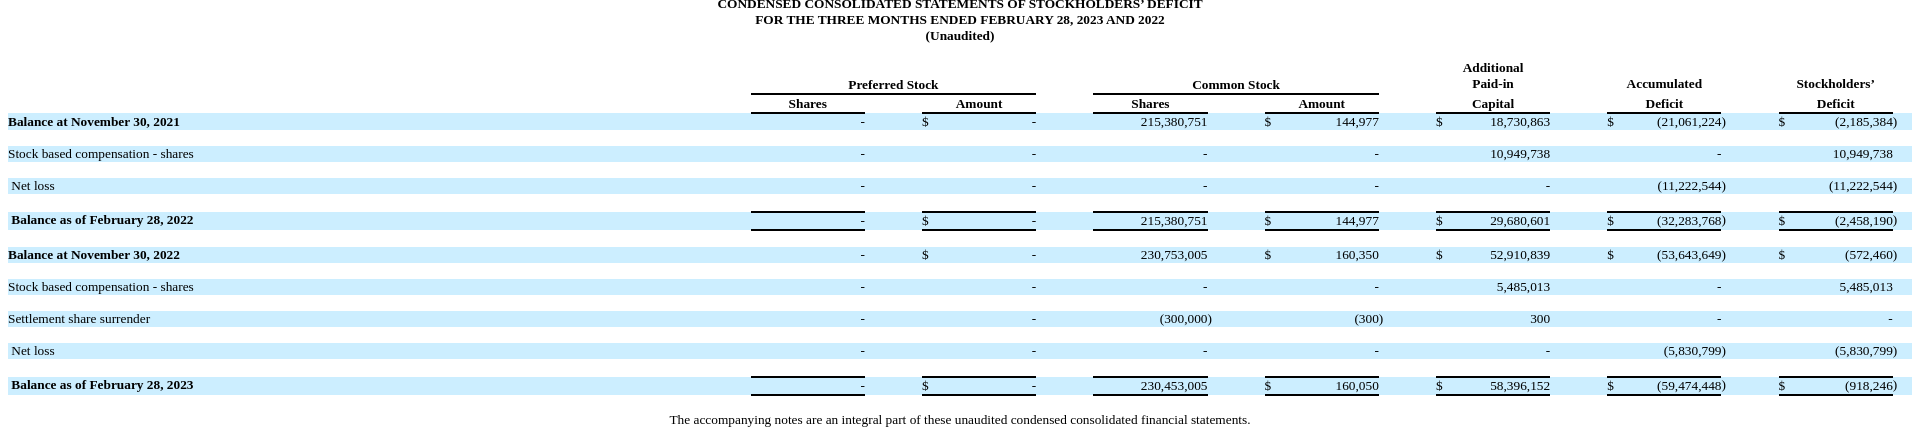 CONDENSED CONSOLIDATED STATEMENTS OF STOCKHOLDERS’ DEFICIT
FOR THE THREE MONTHS ENDED FEBRUARY 28, 2023 AND 2022
(Unaudited)
Preferred Stock Common Stock Additional Paid-in Accumulated Stockholders’
Shares Amount Shares Amount Capital Deficit Deficit
Balance at November 30, 2021 - $ - 215,380,751 $ 144,977 $ 18,730,863 $ (21,061,224) $ (2,185,384)
Stock based compensation - shares - - - - 10,949,738 - 10,949,738
Net loss - - - - - (11,222,544) (11,222,544)
Balance as of February 28, 2022 - $ - 215,380,751 $ 144,977 $ 29,680,601 $ (32,283,768) $ (2,458,190)
Balance at November 30, 2022 - $ - 230,753,005 $ 160,350 $ 52,910,839 $ (53,643,649) $ (572,460)
Stock based compensation - shares - - - - 5,485,013 - 5,485,013
Settlement share surrender - - (300,000) (300) 300 - -
Net loss - - - - - (5,830,799) (5,830,799)
Balance as of February 28, 2023 - $ - 230,453,005 $ 160,050 $ 58,396,152 $ (59,474,448) $ (918,246)
The accompanying notes are an integral part of these unaudited condensed consolidated financial statements.